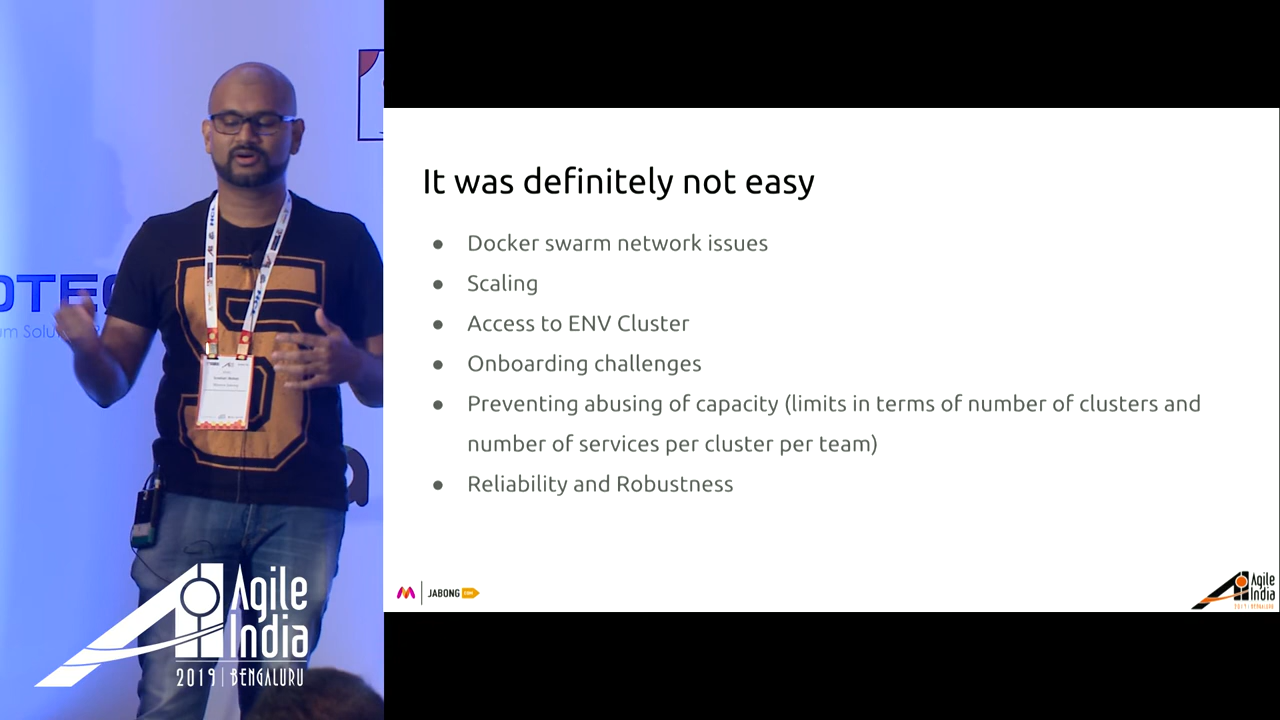 It was definitely not easy
● Docker swarm network issues
● Scaling
● Access to ENV Cluster
● Onboarding challenges
● Preventing abusing of capacity (limits in terms of number of clusters and
number of services per cluster per team)
● Reliability and Robustness
JABONG
Agile
India
2019 | BENGALURU
Agile
India
2019 | BENGALURU